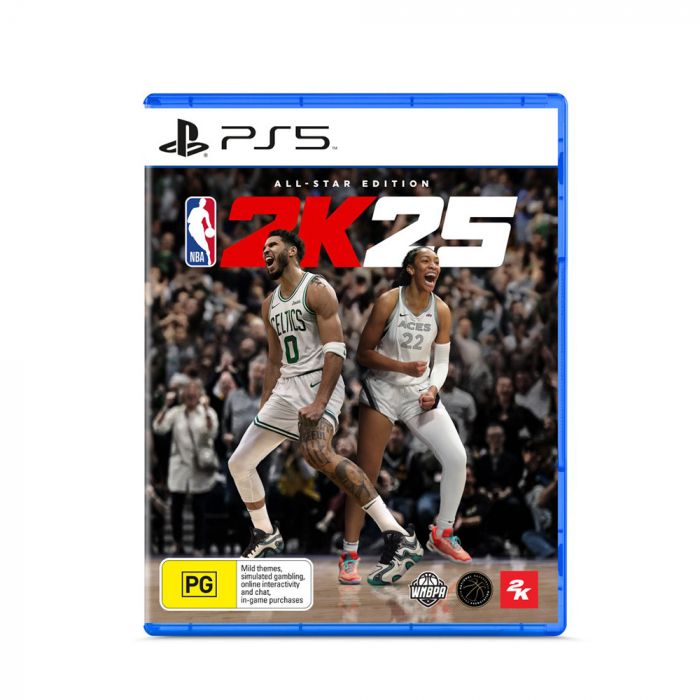 PS5
ALL-STAR EDITION
NBA
2K25
CELTICS
0
ACES
22
PG
Mild themes,
simulated gambling,
online interactivity
and chat,
in-game purchases
WNBPA
2K